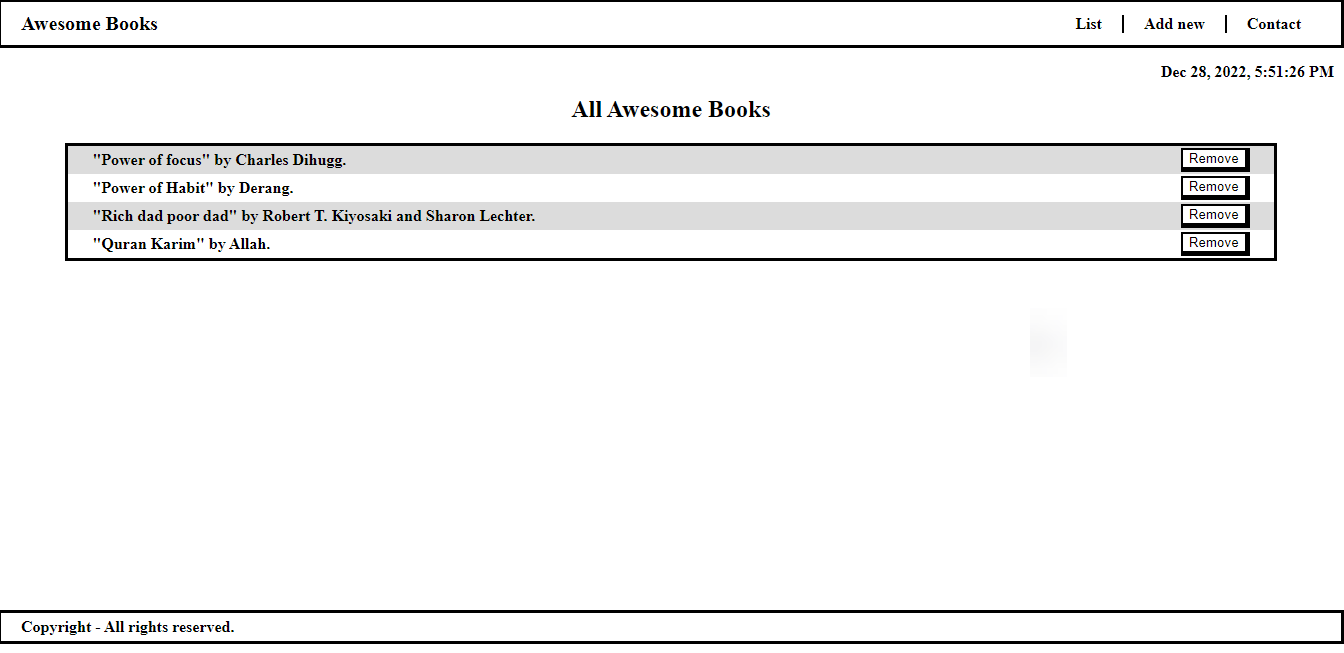 Awesome Books List Add new Contact
Dec 28, 2022, 5:51:26 PM
All Awesome Books
"Power of focus" by Charles Dihugg. Remove
"Power of Habit" by Derang. Remove
"Rich dad poor dad" by Robert T. Kiyosaki and Sharon Lechter. Remove
"Quran Karim" by Allah. Remove
Copyright - All rights reserved.